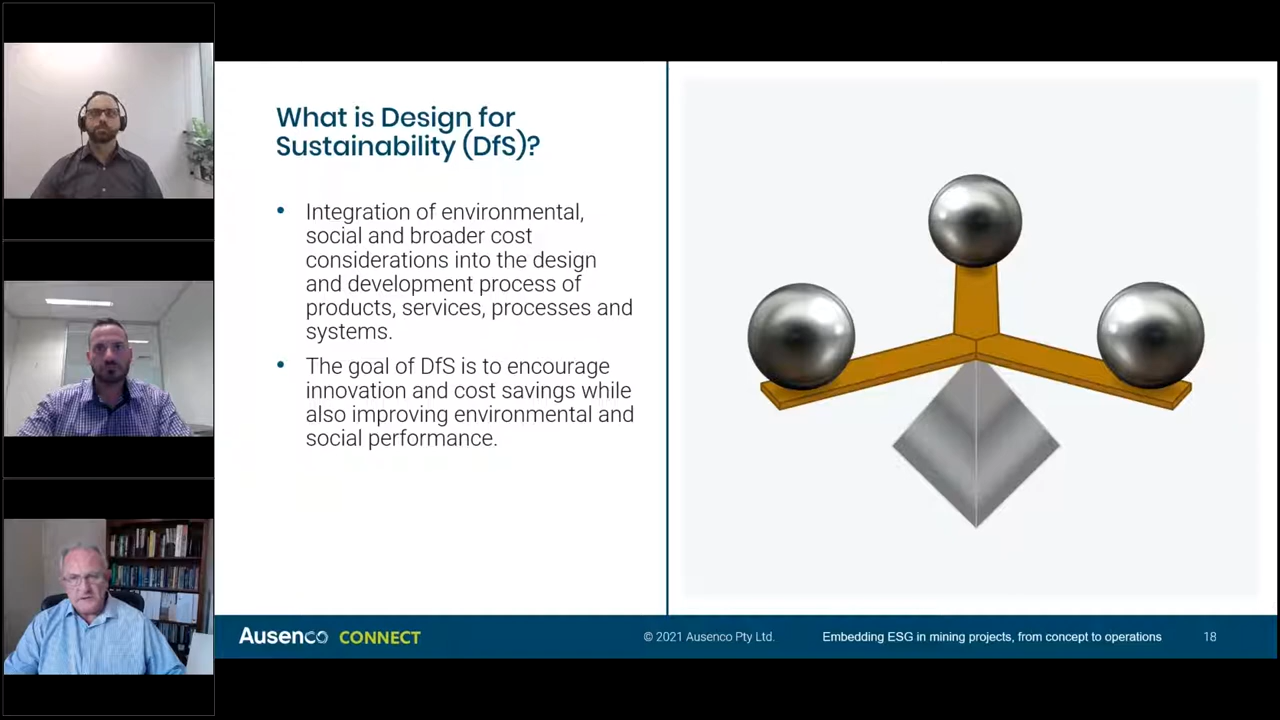 What is Design for
Sustainability (DfS)?
• Integration of environmental,
social and broader cost
considerations into the design
and development process of
products, services, processes and
systems.
• The goal of DfS is to encourage
innovation and cost savings while
also improving environmental and
social performance.
Ausenco CONNECT
© 2021 Ausenco Pty Ltd.
Embedding ESG in mining projects, from concept to operations
18